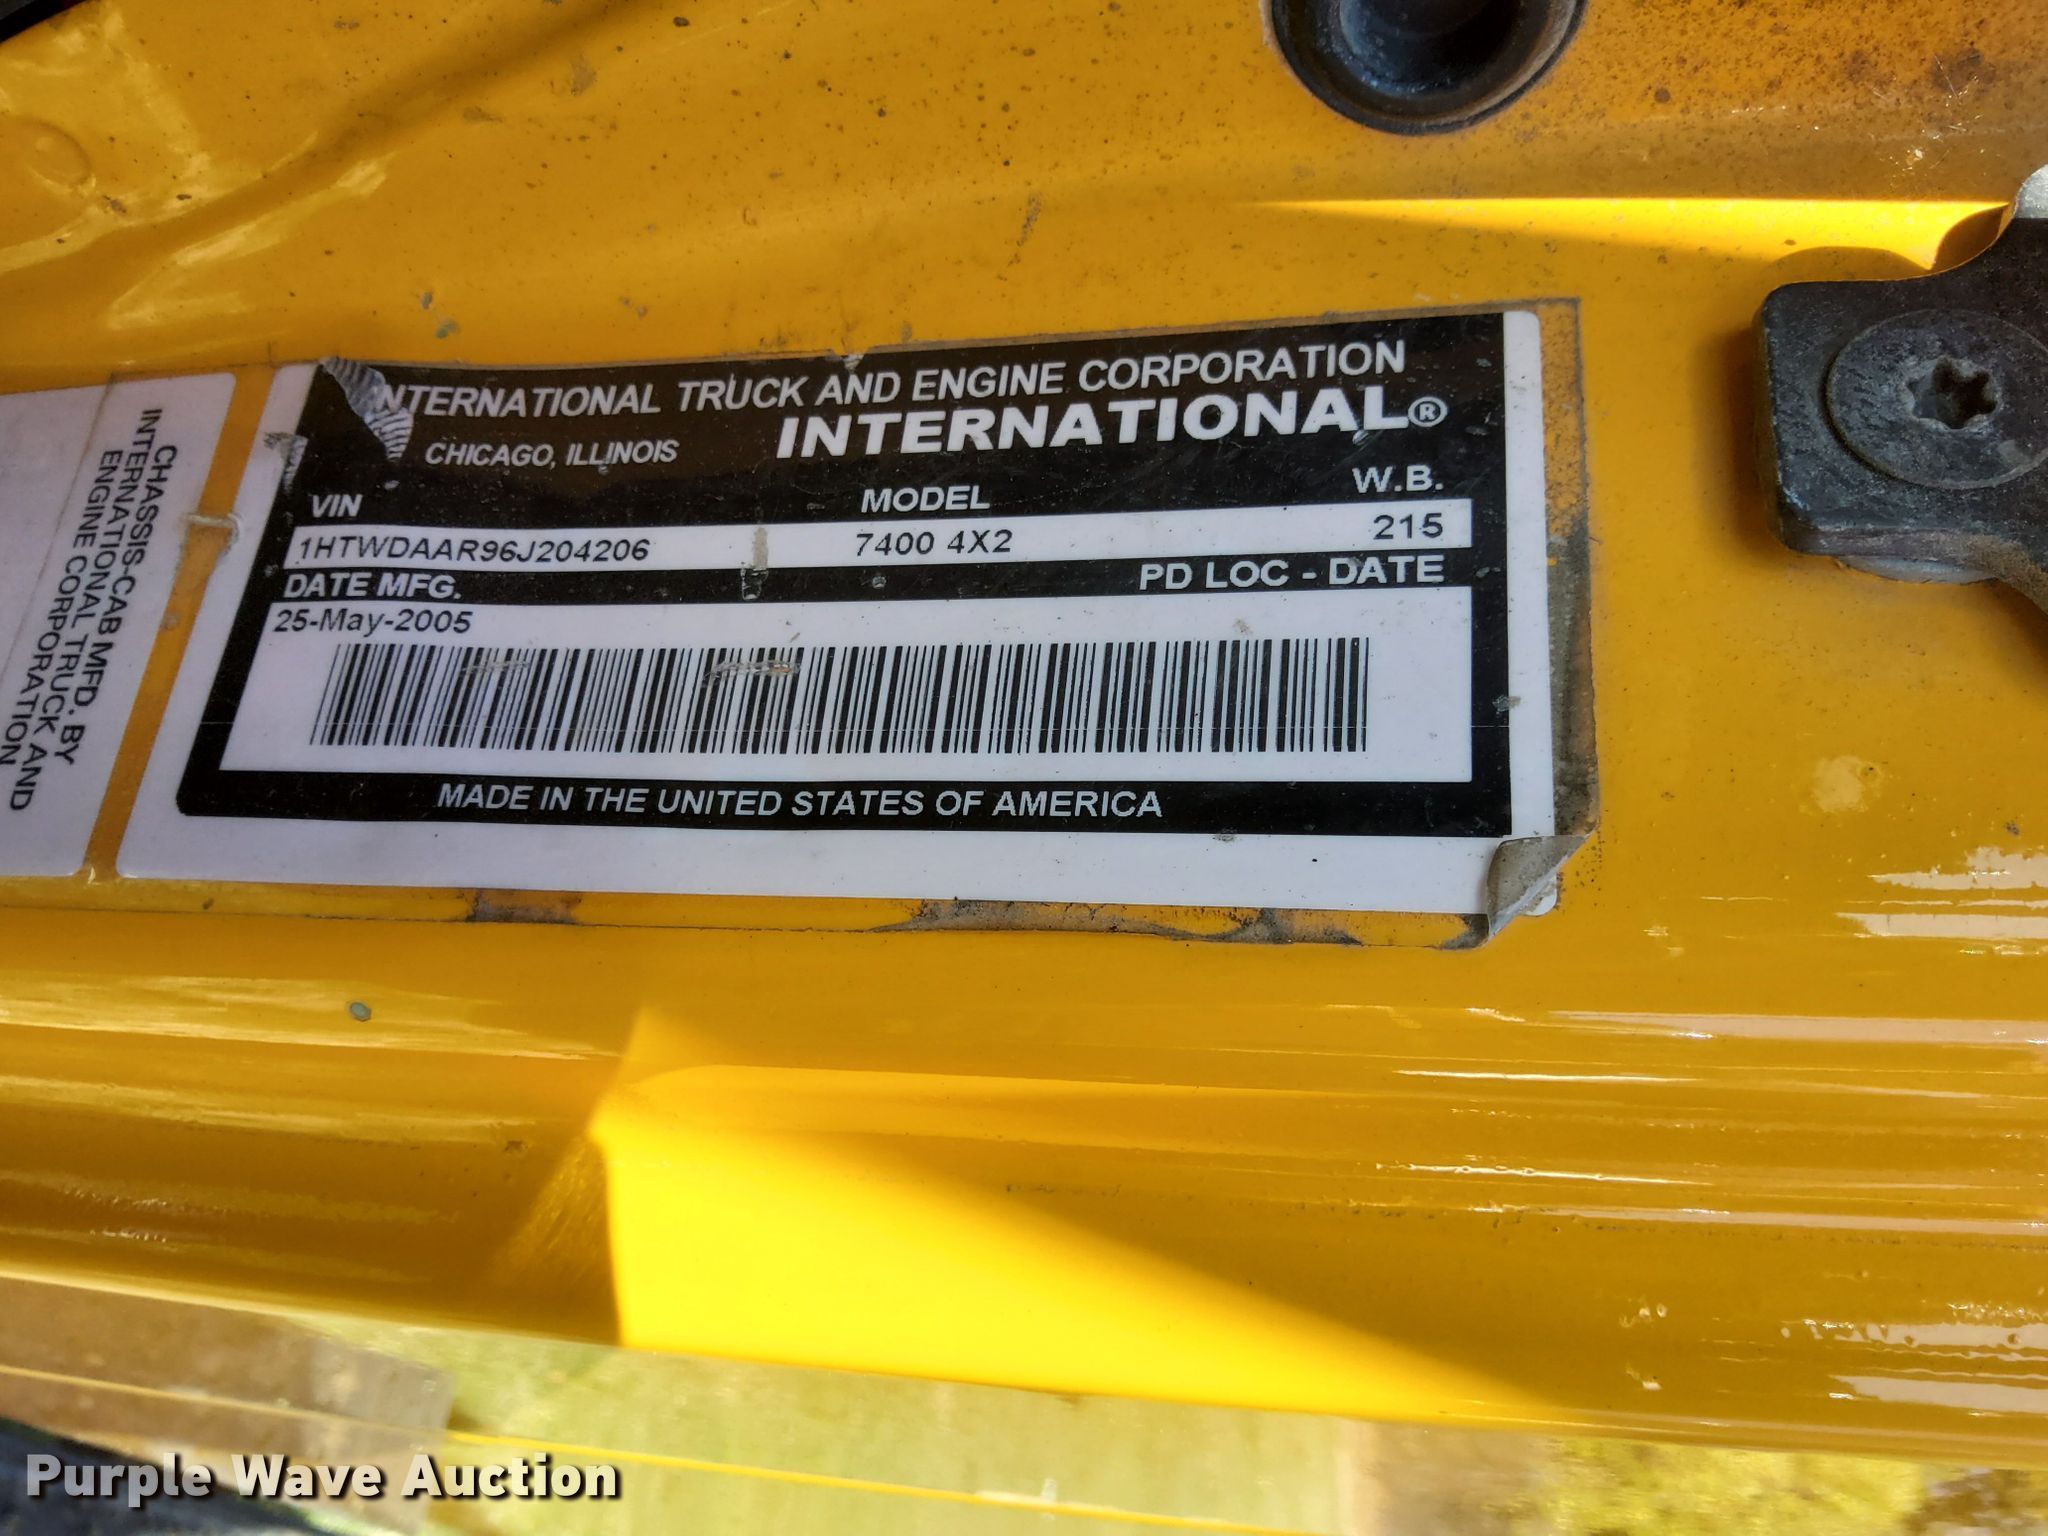 INTERNATIONAL TRUCK AND ENGINE CORPORATION
CHICAGO, ILLINOIS INTERNATIONAL®
VIN MODEL W.B.
1HTWDAAR96J204206 7400 4X2 215
DATE MFG. PD LOC - DATE
25-May-2005
MADE IN THE UNITED STATES OF AMERICA
CHASSIS-CAB MFD. BY
INTERNATIONAL TRUCK AND
ENGINE CORPORATION
Purple Wave Auction